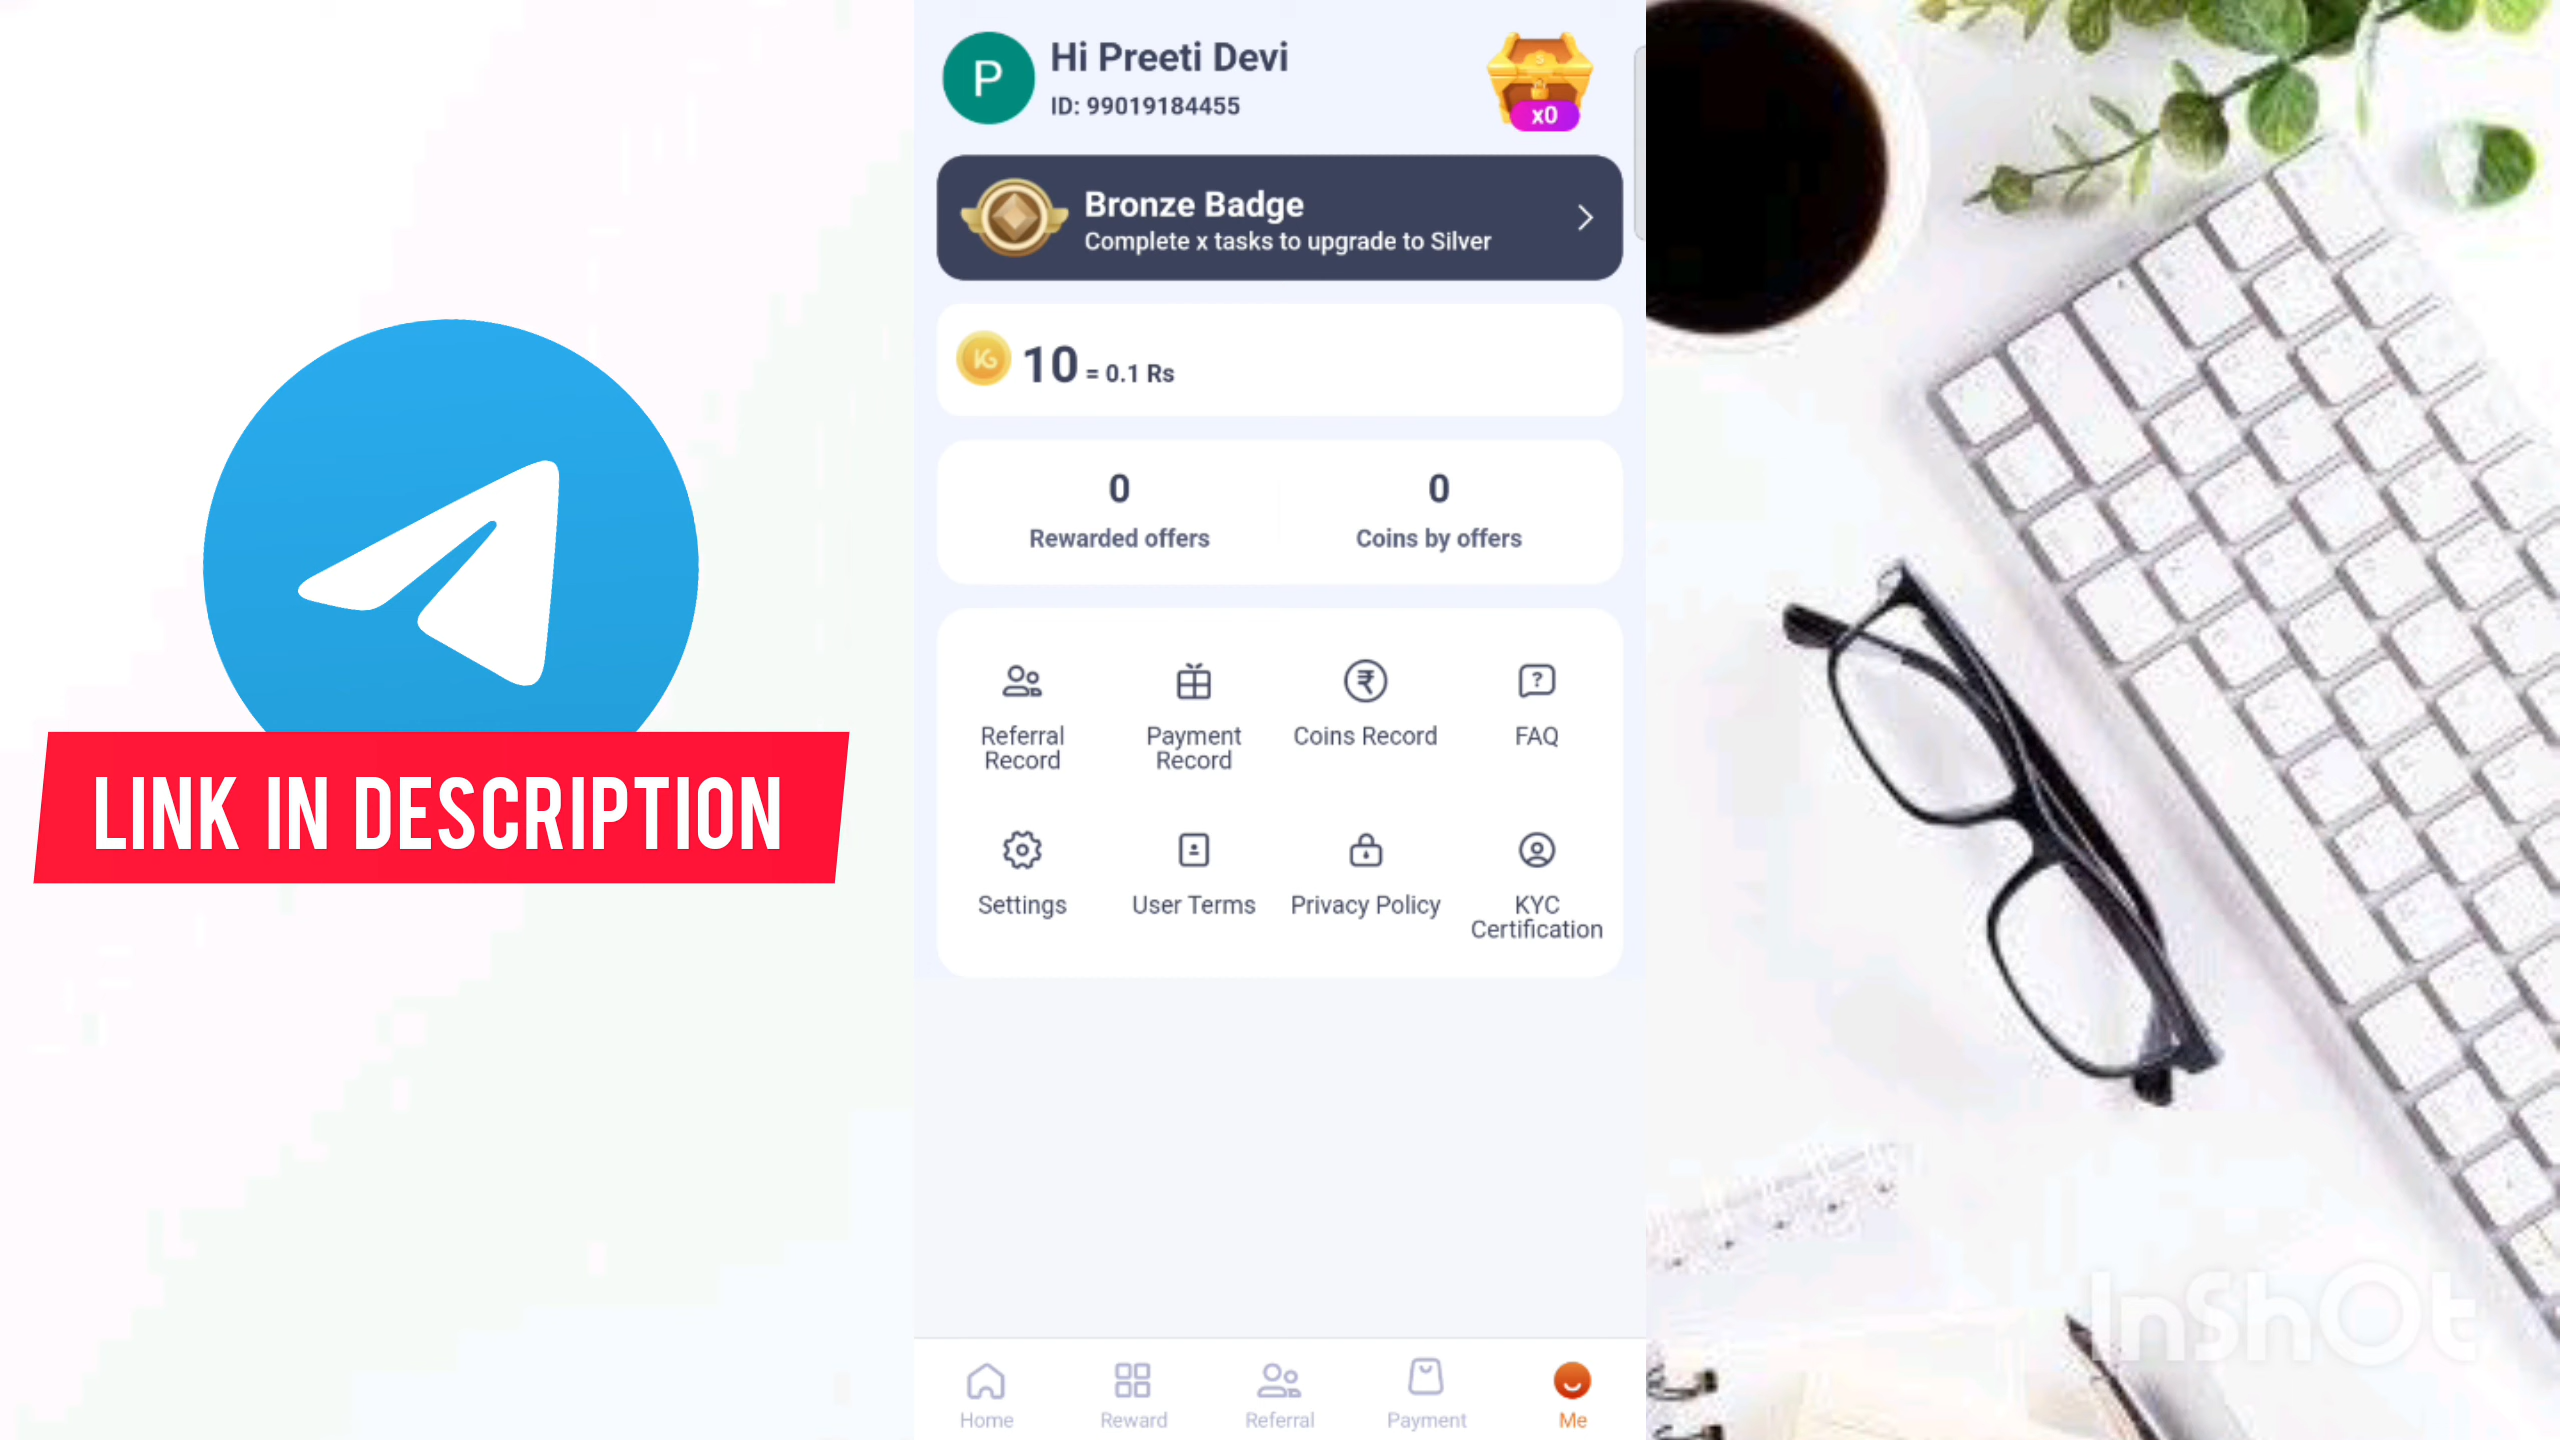 LINK IN DESCRIPTION
P
Hi Preeti Devi
ID: 99019184455
x0
Bronze Badge
Complete x tasks to upgrade to Silver
10 = 0.1 Rs
0
Rewarded offers
0
Coins by offers
Referral
Record
Payment
Record
Coins Record
FAQ
Settings
User Terms
Privacy Policy
KYC
Certification
Home
Reward
Referral
Payment
Me
InShOt